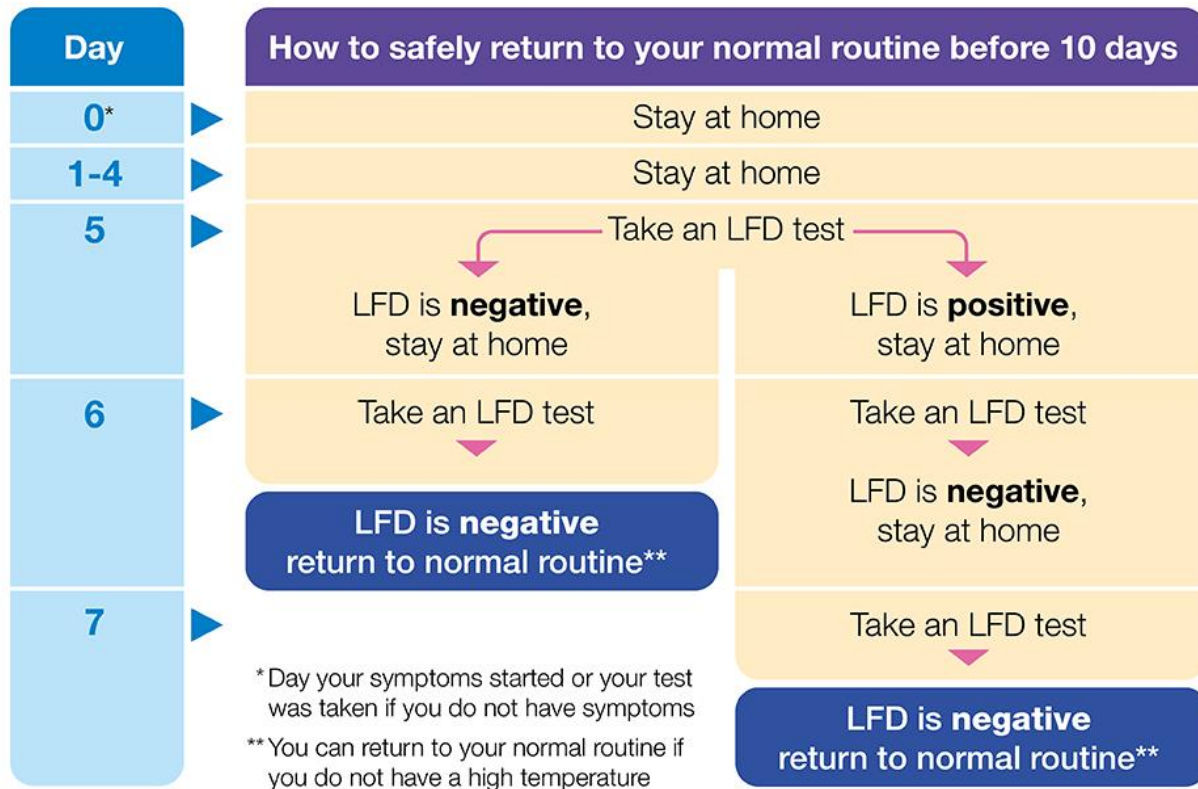 Day
How to safely return to your normal routine before 10 days
0*
Stay at home
1-4
Stay at home
5
Take an LFD test
LFD is negative,
stay at home
LFD is positive,
stay at home
6
Take an LFD test
LFD is negative
return to normal routine**
Take an LFD test
LFD is negative,
stay at home
7
Take an LFD test
LFD is negative
return to normal routine**
* Day your symptoms started or your test
was taken if you do not have symptoms
** You can return to your normal routine if
you do not have a high temperature